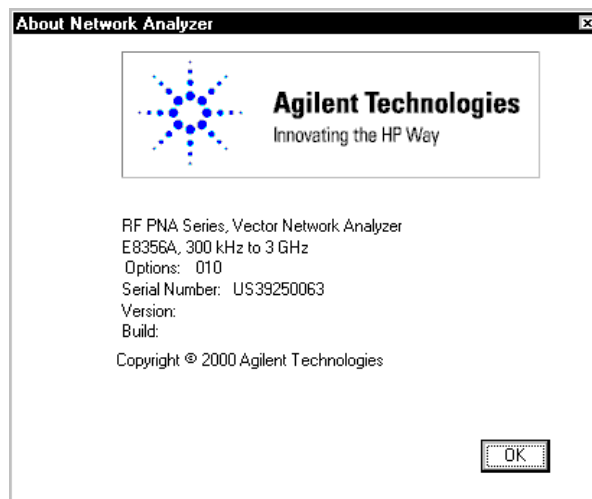 About Network Analyzer
Agilent Technologies
Innovating the HP Way
RF PNA Series, Vector Network Analyzer
E8356A, 300 kHz to 3 GHz
Options: 010
Serial Number: US39250063
Version:
Build:
Copyright © 2000 Agilent Technologies
OK